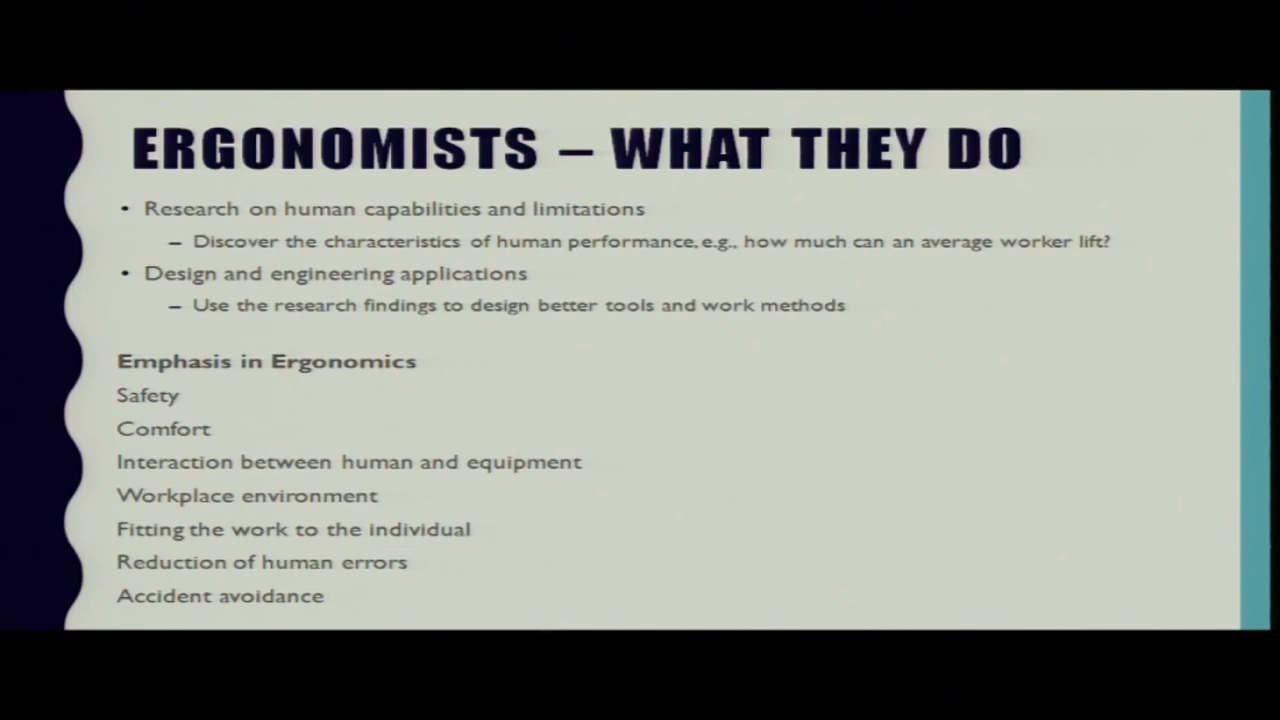 ERGONOMISTS – WHAT THEY DO
• Research on human capabilities and limitations
– Discover the characteristics of human performance, e.g., how much can an average worker lift?
• Design and engineering applications
– Use the research findings to design better tools and work methods
Emphasis in Ergonomics
Safety
Comfort
Interaction between human and equipment
Workplace environment
Fitting the work to the individual
Reduction of human errors
Accident avoidance